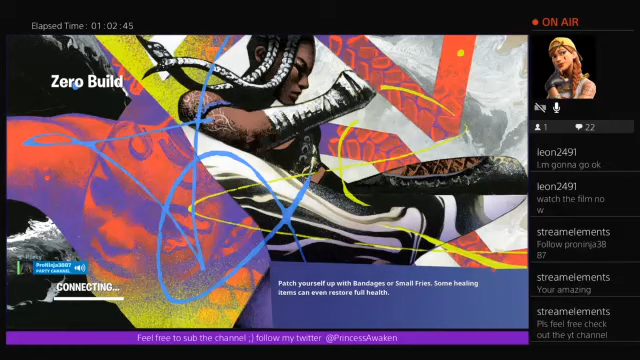 Elapsed Time : 01:02:45
ON AIR
Zero Build
1
22
leon2491
I.m gonna go ok
leon2491
watch the film no
w
streamelements
Follow proninja38
87
streamelements
Your amazing
streamelements
Pls feel free check
out the yt channel
Party
ProNinja3887
PARTY CHANNEL
CONNECTING...
Patch yourself up with Bandages or Small Fries. Some healing
items can even restore full health.
Feel free to sub the channel ;) follow my twitter @PrincessAwaken